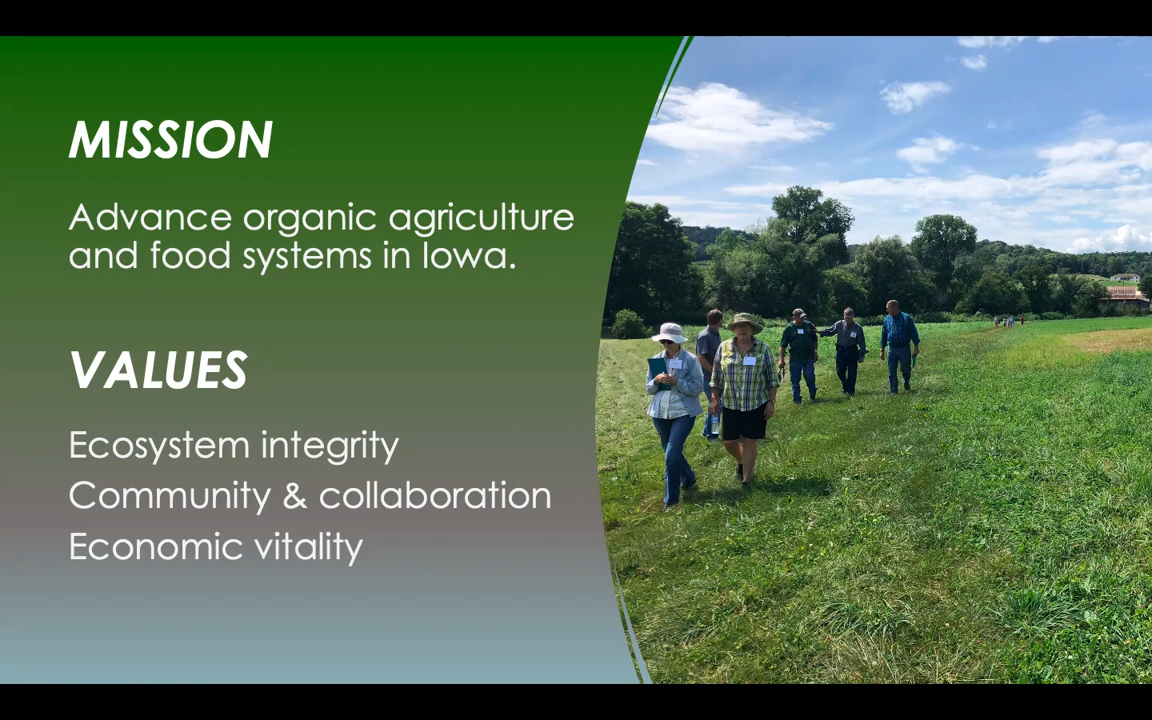 MISSION
Advance organic agriculture
and food systems in Iowa.
VALUES
Ecosystem integrity
Community & collaboration
Economic vitality